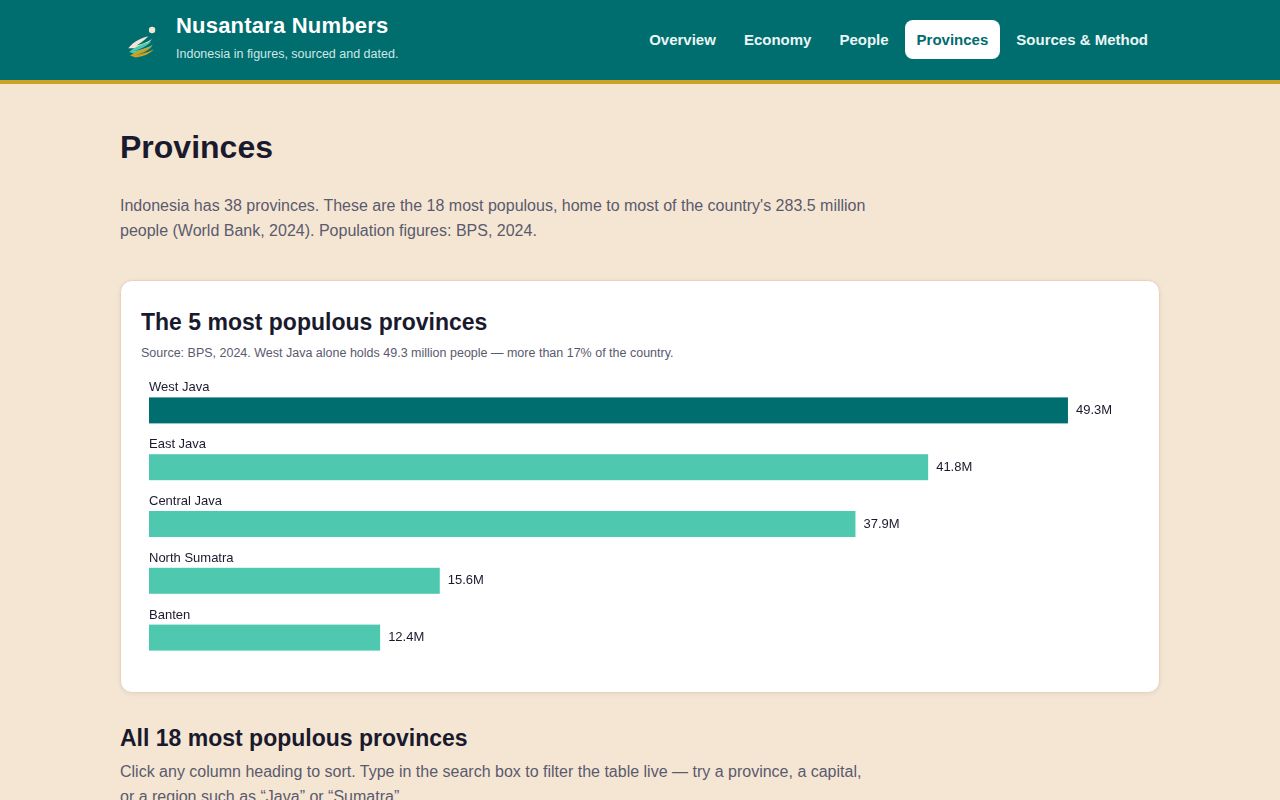 Nusantara Numbers
Indonesia in figures, sourced and dated.
Overview
Economy
People
Provinces
Sources & Method
Provinces
Indonesia has 38 provinces. These are the 18 most populous, home to most of the country's 283.5 million
people (World Bank, 2024). Population figures: BPS, 2024.
The 5 most populous provinces
Source: BPS, 2024. West Java alone holds 49.3 million people — more than 17% of the country.
West Java
49.3M
East Java
41.8M
Central Java
37.9M
North Sumatra
15.6M
Banten
12.4M
All 18 most populous provinces
Click any column heading to sort. Type in the search box to filter the table live — try a province, a capital,
or a region such as “Java” or “Sumatra”